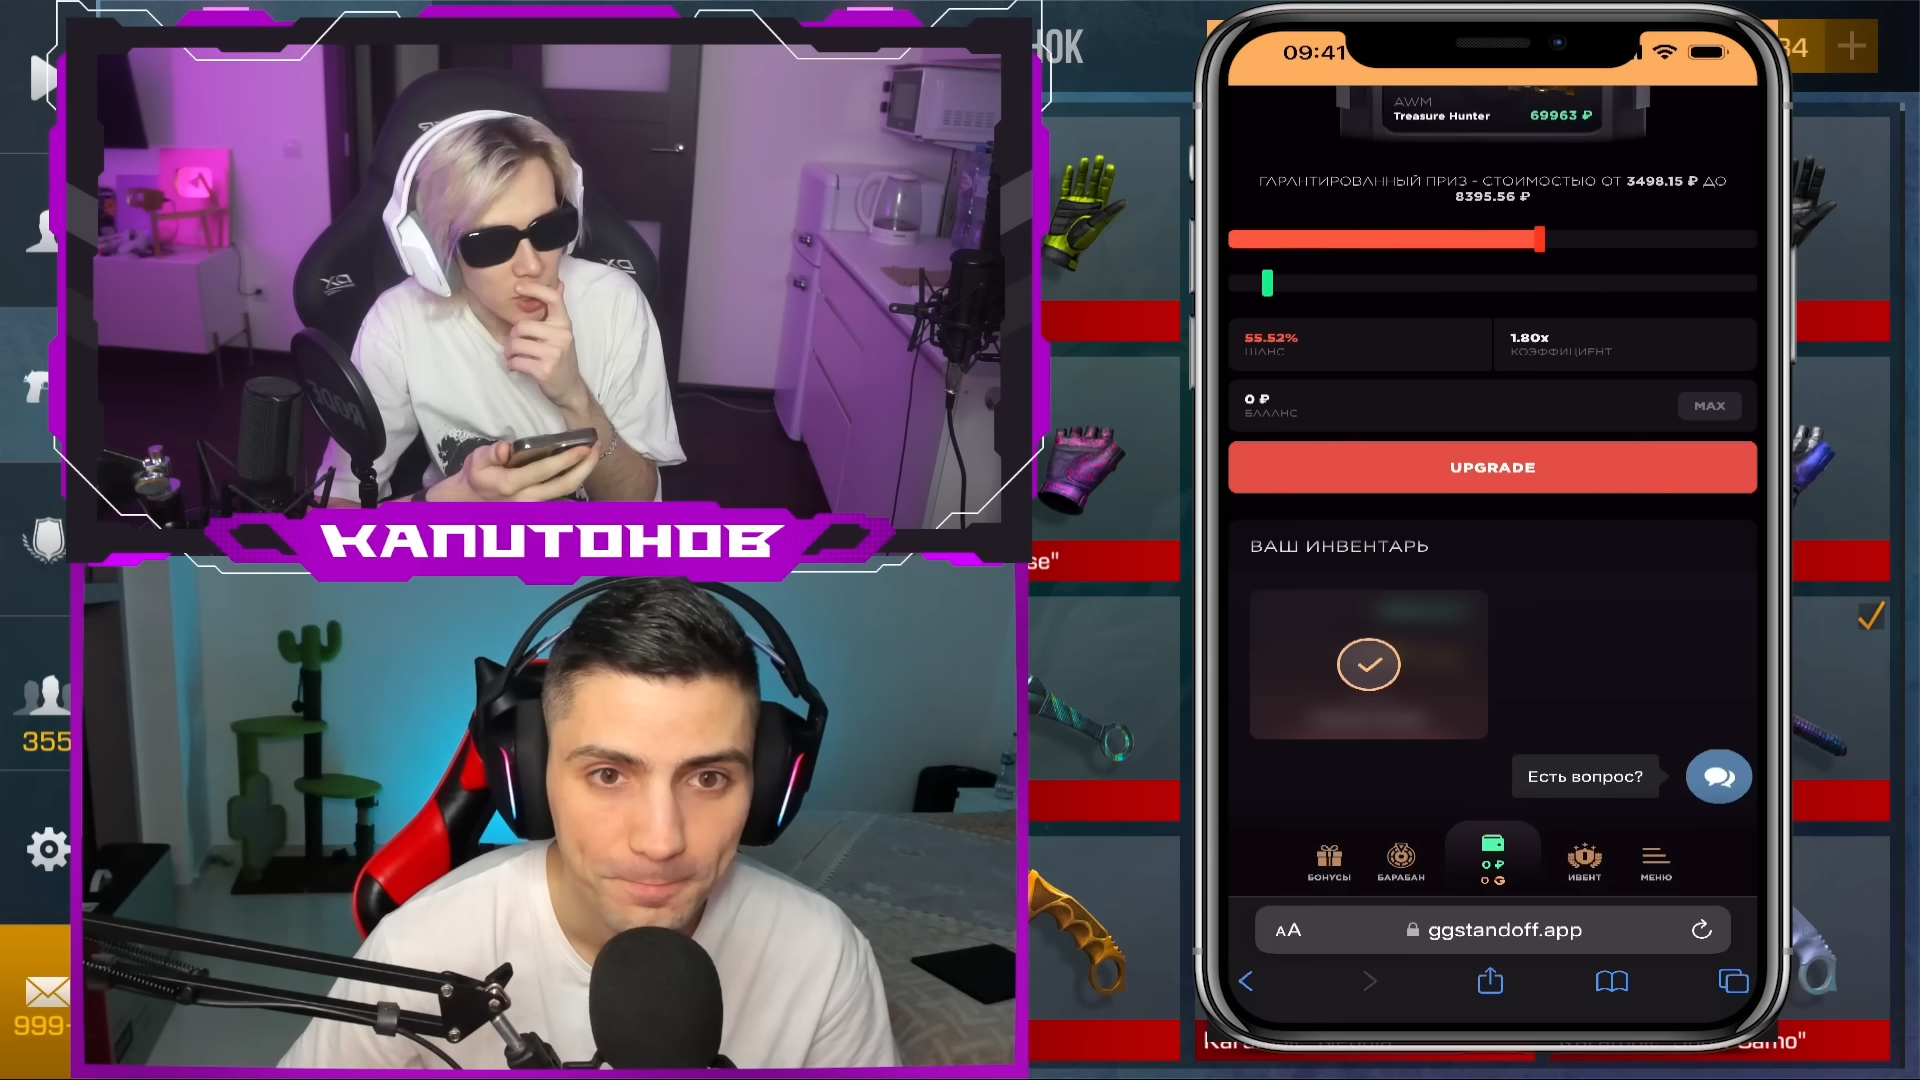 КАПИТОНОВ
355
999
se"
09:41
34
AWM
Treasure Hunter
69963 ₽
ГАРАНТИРОВАННЫЙ ПРИЗ - СТОИМОСТЬЮ ОТ 3498.15 ₽ ДО
8395.56 ₽
55.52%
ШАНС
1.80x
КОЭФФИЦИЕНТ
0 ₽
БАЛАНС
MAX
UPGRADE
ВАШ ИНВЕНТАРЬ
Есть вопрос?
БОНУСЫ
БАРАБАН
0 ₽
0 G
ИВЕНТ
МЕНЮ
AA
ggstandoff.app